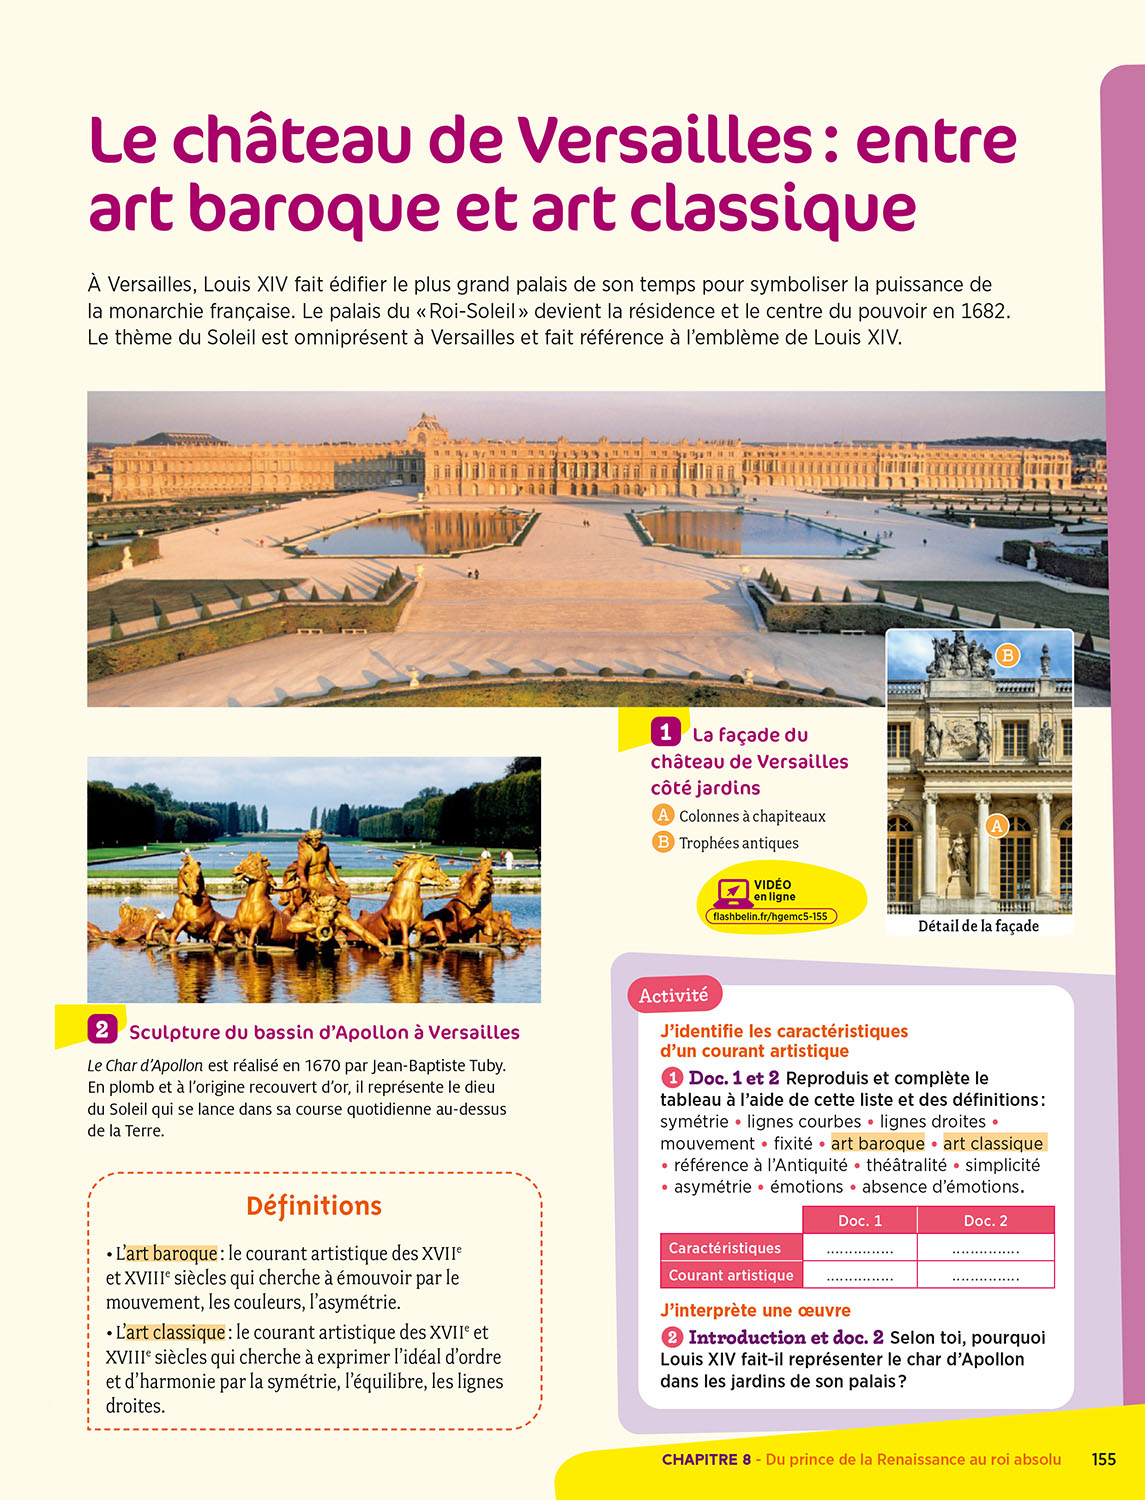 Le château de Versailles : entre
art baroque et art classique
À Versailles, Louis XIV fait édifier le plus grand palais de son temps pour symboliser la puissance de
la monarchie française. Le palais du « Roi-Soleil » devient la résidence et le centre du pouvoir en 1682.
Le thème du Soleil est omniprésent à Versailles et fait référence à l’emblème de Louis XIV.
B
A
1 La façade du
château de Versailles
côté jardins
A Colonnes à chapiteaux
B Trophées antiques
VIDÉO
en ligne
flashbelin.fr/hgemc5-155
Détail de la façade
2 Sculpture du bassin d’Apollon à Versailles
Le Char d’Apollon est réalisé en 1670 par Jean-Baptiste Tuby.
En plomb et à l’origine recouvert d’or, il représente le dieu
du Soleil qui se lance dans sa course quotidienne au-dessus
de la Terre.
Définitions
• L’art baroque : le courant artistique des XVIIe
et XVIIIe siècles qui cherche à émouvoir par le
mouvement, les couleurs, l’asymétrie.
• L’art classique : le courant artistique des XVIIe et
XVIIIe siècles qui cherche à exprimer l’idéal d’ordre
et d’harmonie par la symétrie, l’équilibre, les lignes
droites.
Activité
J’identifie les caractéristiques
d’un courant artistique
1 Doc. 1 et 2 Reproduis et complète le
tableau à l’aide de cette liste et des définitions :
symétrie • lignes courbes • lignes droites •
mouvement • fixité • art baroque • art classique
• référence à l’Antiquité • théâtralité • simplicité
• asymétrie • émotions • absence d’émotions.
Doc. 1 Doc. 2
Caractéristiques ............... ...............
Courant artistique ............... ...............
J’interprète une œuvre
2 Introduction et doc. 2 Selon toi, pourquoi
Louis XIV fait-il représenter le char d’Apollon
dans les jardins de son palais ?
CHAPITRE 8 - Du prince de la Renaissance au roi absolu 155